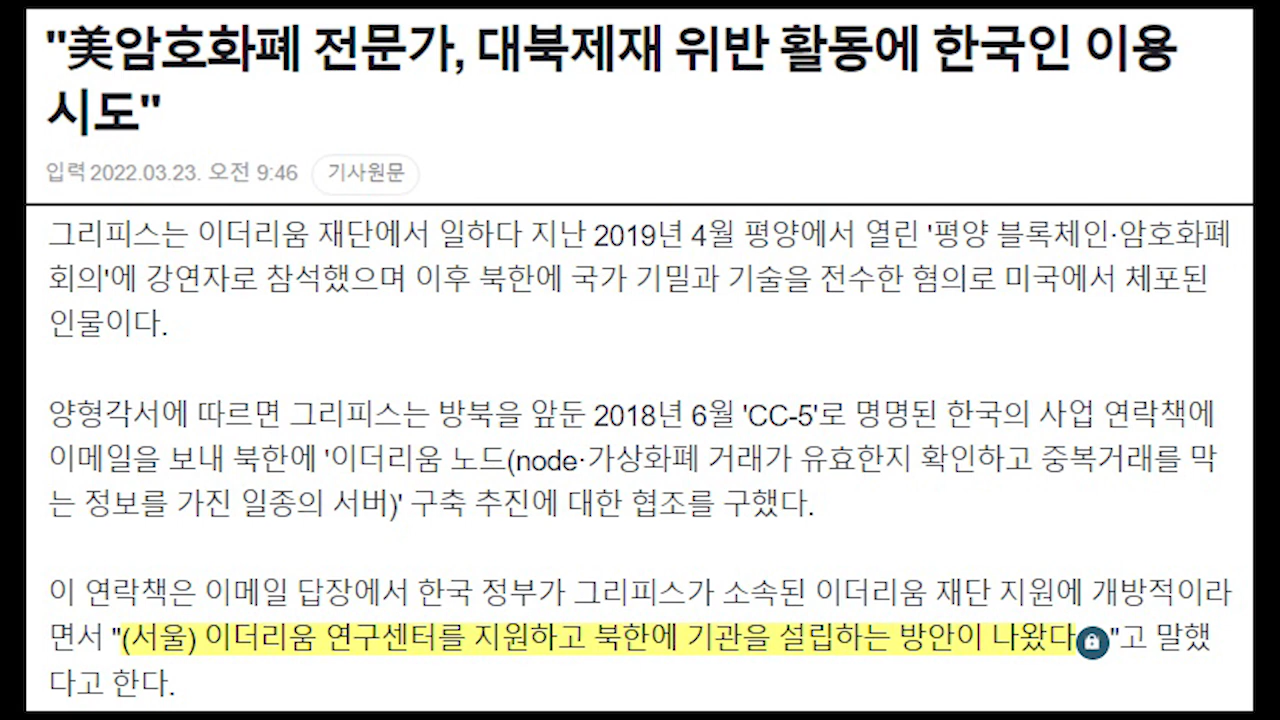 "美암호화폐 전문가, 대북제재 위반 활동에 한국인 이용
시도"
입력 2022.03.23. 오전 9:46 기사원문
그리피스는 이더리움 재단에서 일하다 지난 2019년 4월 평양에서 열린 '평양 블록체인·암호화폐
회의'에 강연자로 참석했으며 이후 북한에 국가 기밀과 기술을 전수한 혐의로 미국에서 체포된
인물이다.
양형각서에 따르면 그리피스는 방북을 앞둔 2018년 6월 'CC-5'로 명명된 한국의 사업 연락책에
이메일을 보내 북한에 '이더리움 노드(node·가상화폐 거래가 유효한지 확인하고 중복거래를 막
는 정보를 가진 일종의 서버)' 구축 추진에 대한 협조를 구했다.
이 연락책은 이메일 답장에서 한국 정부가 그리피스가 소속된 이더리움 재단 지원에 개방적이라
면서 "(서울) 이더리움 연구센터를 지원하고 북한에 기관을 설립하는 방안이 나왔다"고 말했
다고 한다.